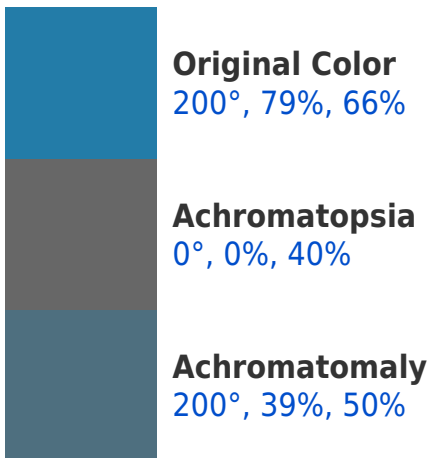 Original Color
200°, 79%, 66%
Achromatopsia
0°, 0%, 40%
Achromatomaly
200°, 39%, 50%